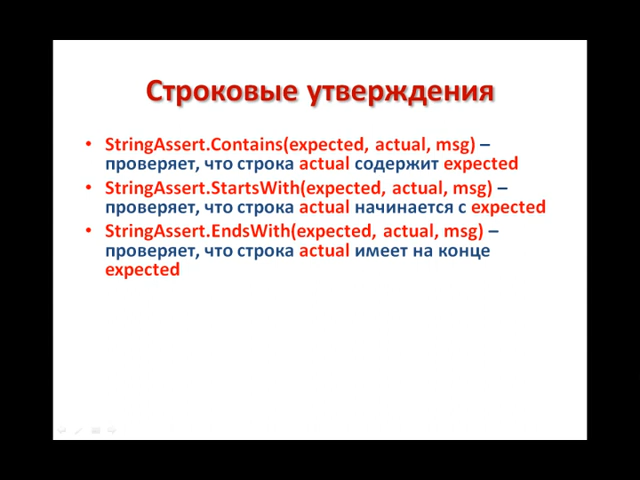 Строковые утверждения
• StringAssert.Contains(expected, actual, msg) –
проверяет, что строка actual содержит expected
• StringAssert.StartsWith(expected, actual, msg) –
проверяет, что строка actual начинается с expected
• StringAssert.EndsWith(expected, actual, msg) –
проверяет, что строка actual имеет на конце
expected